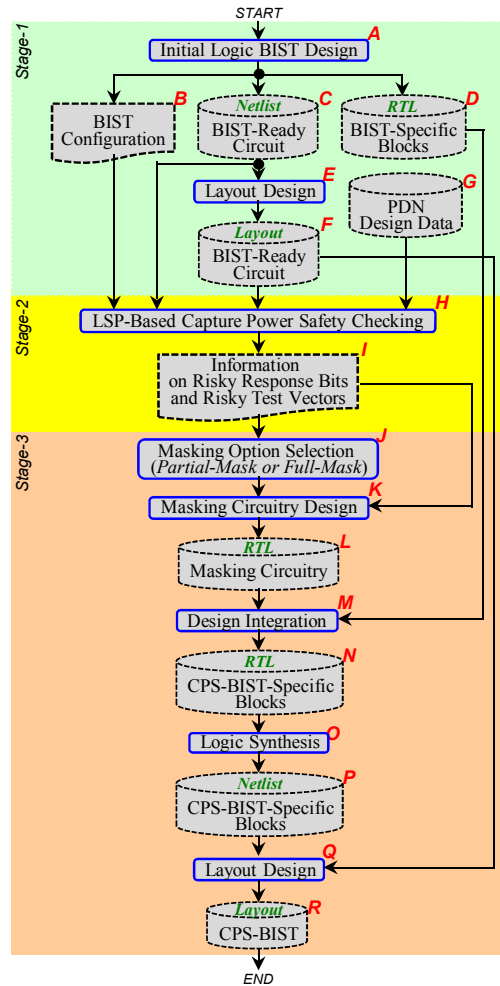 START
Stage-1
A
Initial Logic BIST Design
B
BIST
Configuration
C
Netlist
BIST-Ready
Circuit
D
RTL
BIST-Specific
Blocks
E
Layout Design
F
Layout
BIST-Ready
Circuit
G
PDN
Design Data
Stage-2
H
LSP-Based Capture Power Safety Checking
I
Information
on Risky Response Bits
and Risky Test Vectors
Stage-3
J
Masking Option Selection
(Partial-Mask or Full-Mask)
K
Masking Circuitry Design
L
RTL
Masking Circuitry
M
Design Integration
N
RTL
CPS-BIST-Specific
Blocks
O
Logic Synthesis
P
Netlist
CPS-BIST-Specific
Blocks
Q
Layout Design
R
Layout
CPS-BIST
END